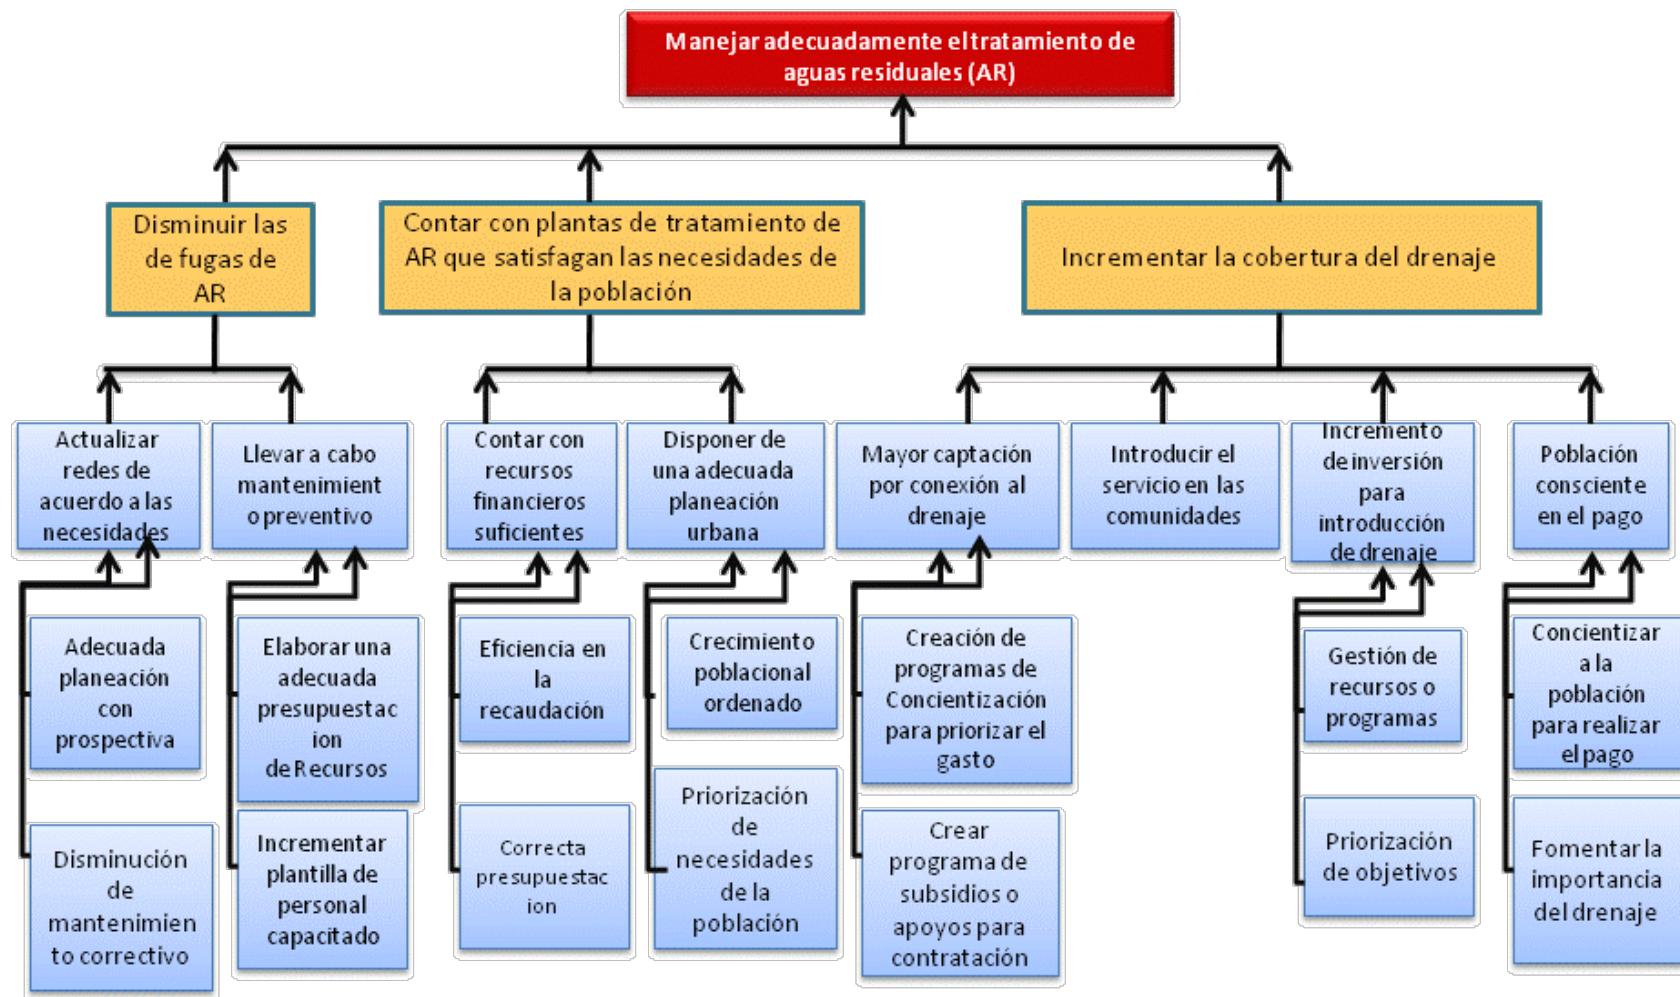 Manejar adecuadamente el tratamiento de
aguas residuales (AR)
Disminuir las
de fugas de
AR
Contar con plantas de tratamiento de
AR que satisfagan las necesidades de
la población
Incrementar la cobertura del drenaje
Actualizar
redes de
acuerdo a las
necesidades
Llevar a cabo
mantenimient
o preventivo
Contar con
recursos
financieros
suficientes
Disponer de
una adecuada
planeación
urbana
Mayor captación
por conexión al
drenaje
Introducir el
servicio en las
comunidades
Incremento
de inversión
para
introducción
de drenaje
Población
consciente
en el pago
Adecuada
planeación
con
prospectiva
Elaborar una
adecuada
presupuestac
ion
de Recursos
Eficiencia en
la
recaudación
Crecimiento
poblacional
ordenado
Creación de
programas de
Concientización
para priorizar el
gasto
Gestión de
recursos o
programas
Concientizar
a la
población
para realizar
el pago
Disminución
de
mantenimien
to correctivo
Incrementar
plantilla de
personal
capacitado
Correcta
presupuestac
ion
Priorización
de
necesidades
de la
población
Crear
programa de
subsidios o
apoyos para
contratación
Priorización
de objetivos
Fomentar la
importancia
del drenaje